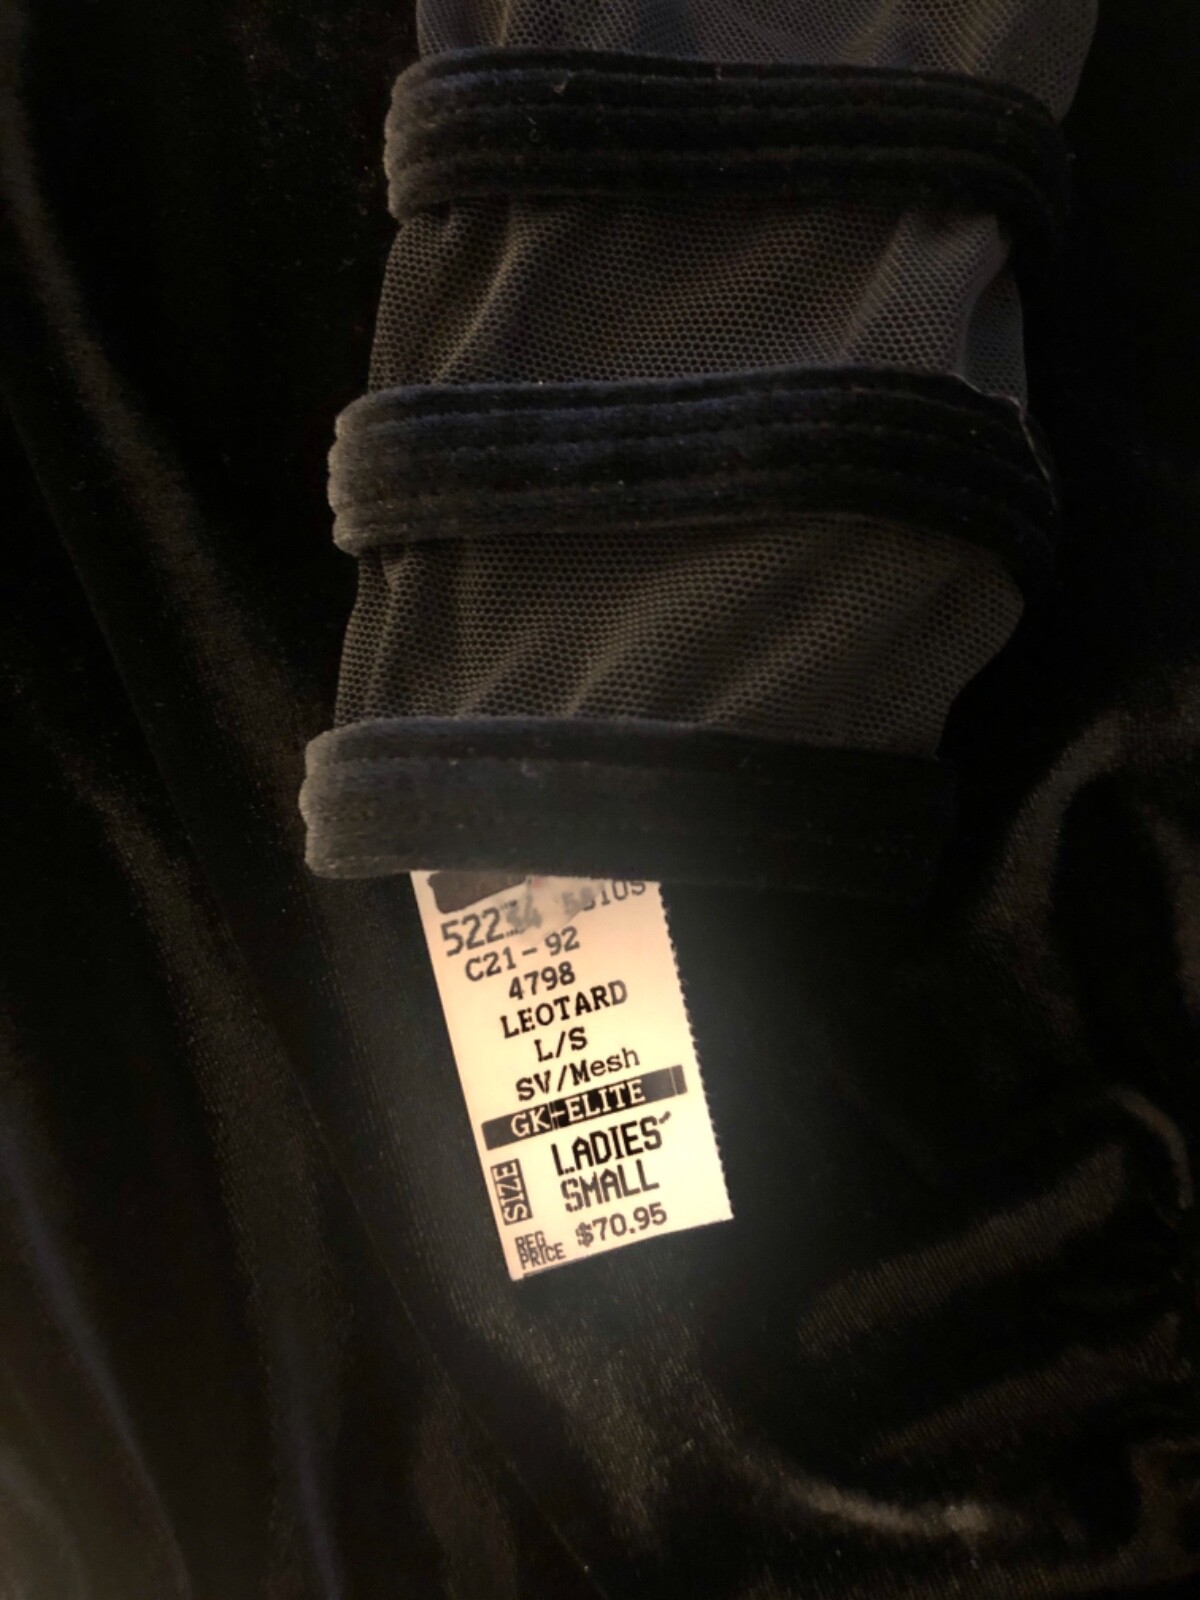 C21-92
4798
LEOTARD
L/S
SV/Mesh
GK-ELITE
SIZE LADIES'
SMALL
REG PRICE $70.95